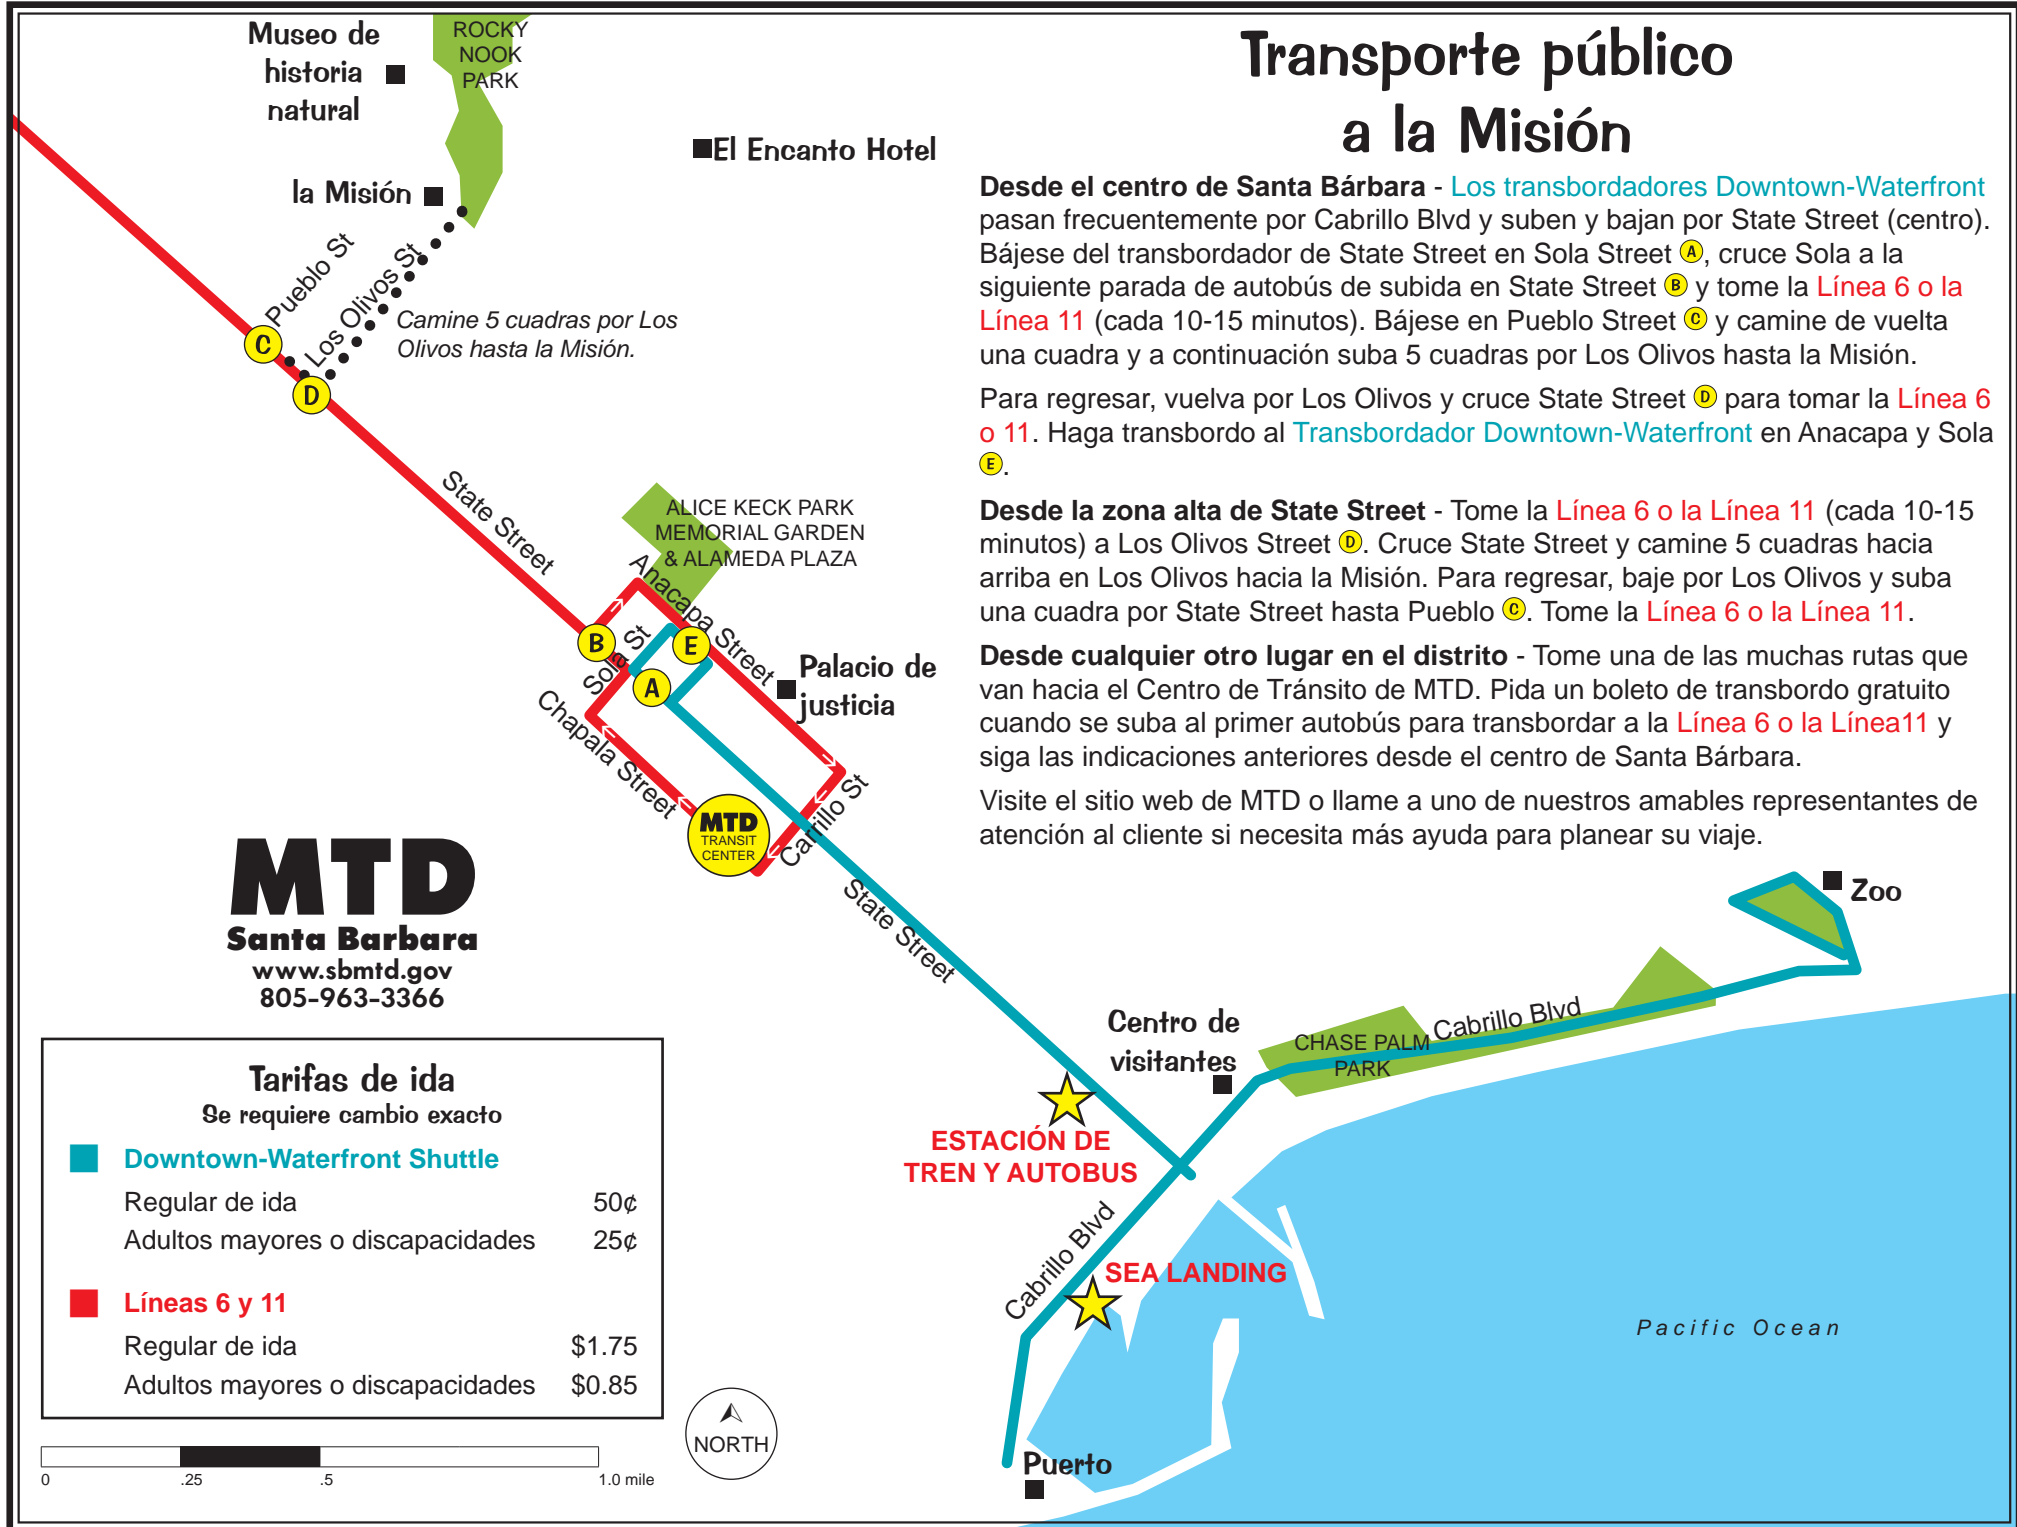 Transporte público
a la Misión
Desde el centro de Santa Bárbara - Los transbordadores Downtown-Waterfront
pasan frecuentemente por Cabrillo Blvd y suben y bajan por State Street (centro).
Bájese del transbordador de State Street en Sola Street A, cruce Sola a la
siguiente parada de autobús de subida en State Street B y tome la Línea 6 o la
Línea 11 (cada 10-15 minutos). Bájese en Pueblo Street C y camine de vuelta
una cuadra y a continuación suba 5 cuadras por Los Olivos hasta la Misión.
Para regresar, vuelva por Los Olivos y cruce State Street D para tomar la Línea 6
o 11. Haga transbordo al Transbordador Downtown-Waterfront en Anacapa y Sola
E.
Desde la zona alta de State Street - Tome la Línea 6 o la Línea 11 (cada 10-15
minutos) a Los Olivos Street D. Cruce State Street y camine 5 cuadras hacia
arriba en Los Olivos hacia la Misión. Para regresar, baje por Los Olivos y suba
una cuadra por State Street hasta Pueblo C. Tome la Línea 6 o la Línea 11.
Desde cualquier otro lugar en el distrito - Tome una de las muchas rutas que
van hacia el Centro de Tránsito de MTD. Pida un boleto de transbordo gratuito
cuando se suba al primer autobús para transbordar a la Línea 6 o la Línea11 y
siga las indicaciones anteriores desde el centro de Santa Bárbara.
Visite el sitio web de MTD o llame a uno de nuestros amables representantes de
atención al cliente si necesita más ayuda para planear su viaje.
Museo de
historia
natural
ROCKY
NOOK
PARK
El Encanto Hotel
la Misión
Pueblo St
Los Olivos St
Camine 5 cuadras por Los
Olivos hasta la Misión.
C
D
State Street
ALICE KECK PARK
MEMORIAL GARDEN
& ALAMEDA PLAZA
Anacapa Street
B
Sola St
E
A
Palacio de
justicia
Chapala Street
MTD
TRANSIT
CENTER
Cabrillo St
State Street
MTD
Santa Barbara
www.sbmtd.gov
805-963-3366
Zoo
Centro de
visitantes
CHASE PALM
PARK
Cabrillo Blvd
ESTACIÓN DE
TREN Y AUTOBUS
Cabrillo Blvd
SEA LANDING
Pacific Ocean
Puerto
Tarifas de ida
Se requiere cambio exacto
Downtown-Waterfront Shuttle
Regular de ida 50¢
Adultos mayores o discapacidades 25¢
Líneas 6 y 11
Regular de ida $1.75
Adultos mayores o discapacidades $0.85
NORTH
0 .25 .5 1.0 mile